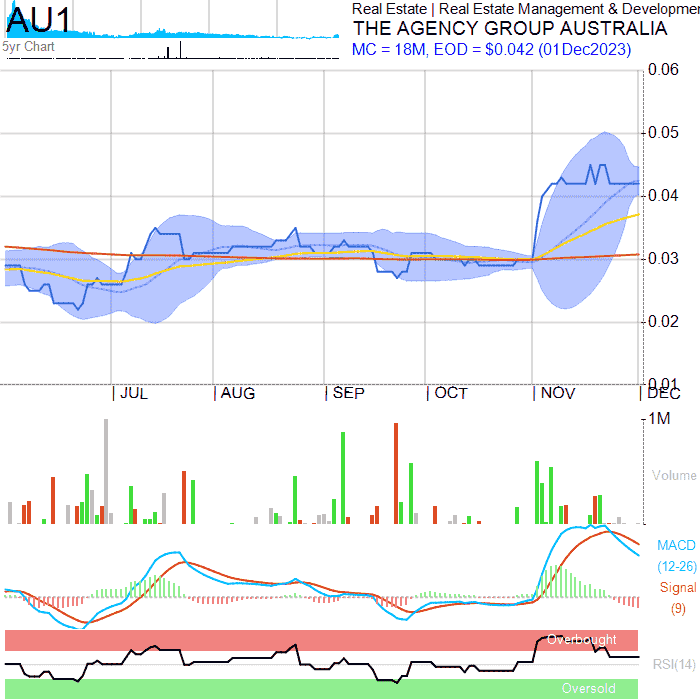 AU1
5yr Chart
Real Estate | Real Estate Management & Developmen
THE AGENCY GROUP AUSTRALIA
MC = 18M, EOD = $0.042 (01Dec2023)
0.06
0.05
0.04
0.03
0.02
0.01
JUL AUG SEP OCT NOV DEC
1M
Volume
MACD
(12-26)
Signal
(9)
Overbought
RSI(14)
Oversold